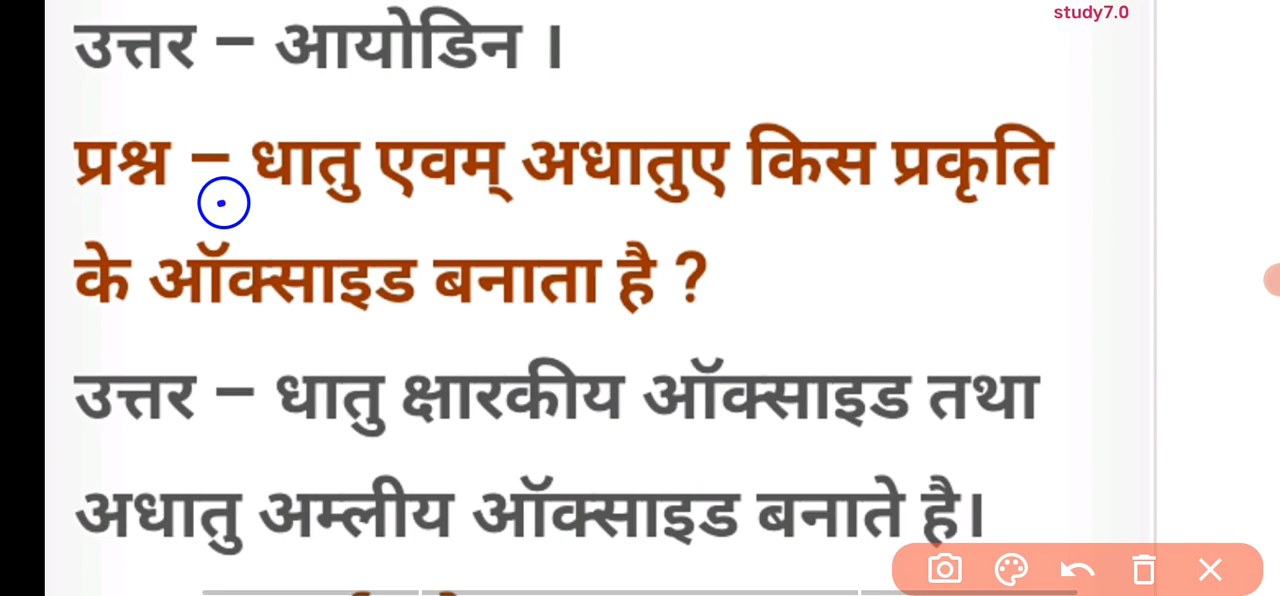 study7.0
उत्तर – आयोडिन ।
प्रश्न – धातु एवम् अधातुए किस प्रकृति
के ऑक्साइड बनाता है ?
उत्तर – धातु क्षारकीय ऑक्साइड तथा
अधातु अम्लीय ऑक्साइड बनाते है।